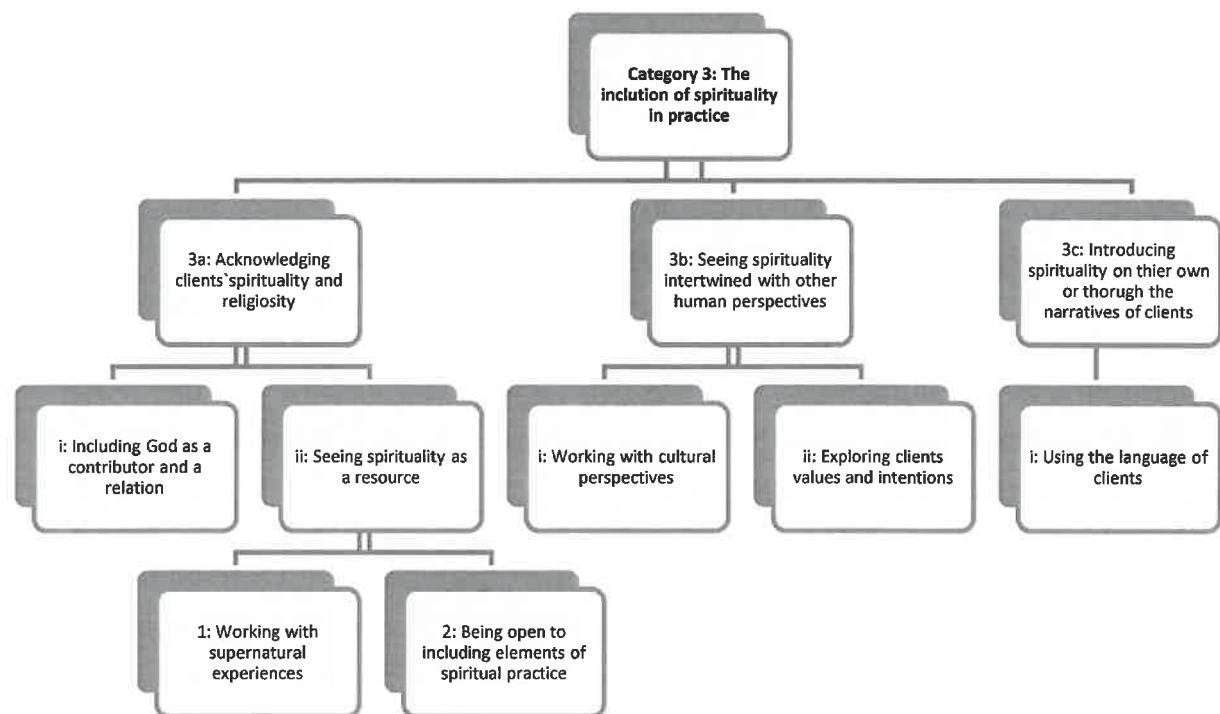 Category 3: The
inclution of spirituality
in practice
3a: Acknowledging
clients`spirituality and
religiosity
3b: Seeing spirituality
intertwined with other
human perspectives
3c: Introducing
spirituality on thier own
or thorugh the
narratives of clients
i: Including God as a
contributor and a
relation
ii: Seeing spirituality as
a resource
i: Working with cultural
perspectives
ii: Exploring clients
values and intentions
i: Using the language of
clients
1: Working with
supernatural
experiences
2: Being open to
including elements of
spiritual practice